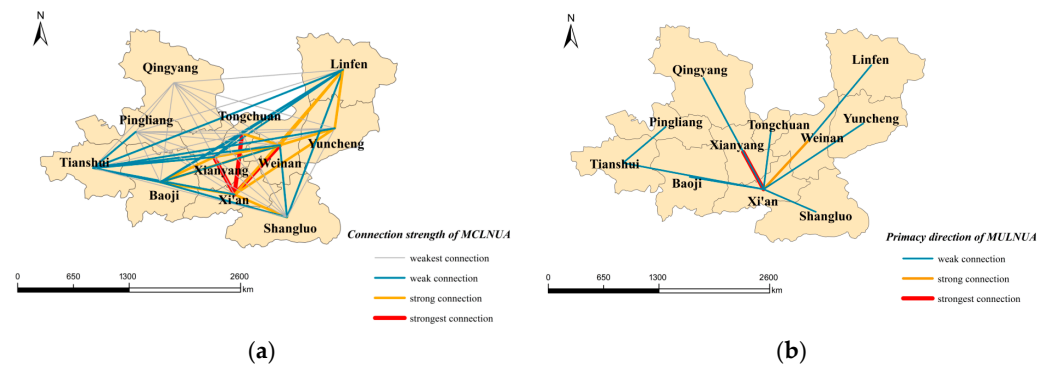 N
Qingyang
Linfen
Pingliang
Tongchuan
Yuncheng
Tianshui
Xianyang
Weinan
Baoji
Xi'an
Shangluo
Connection strength of MCLNUA
weakest connection
weak connection
strong connection
strongest connection
0 650 1300 2600
km
(a)
N
Qingyang
Linfen
Pingliang
Tongchuan
Yuncheng
Xianyang
Weinan
Tianshui
Baoji
Xi'an
Shangluo
Primacy direction of MULNUA
weak connection
strong connection
strongest connection
0 650 1300 2600
km
(b)